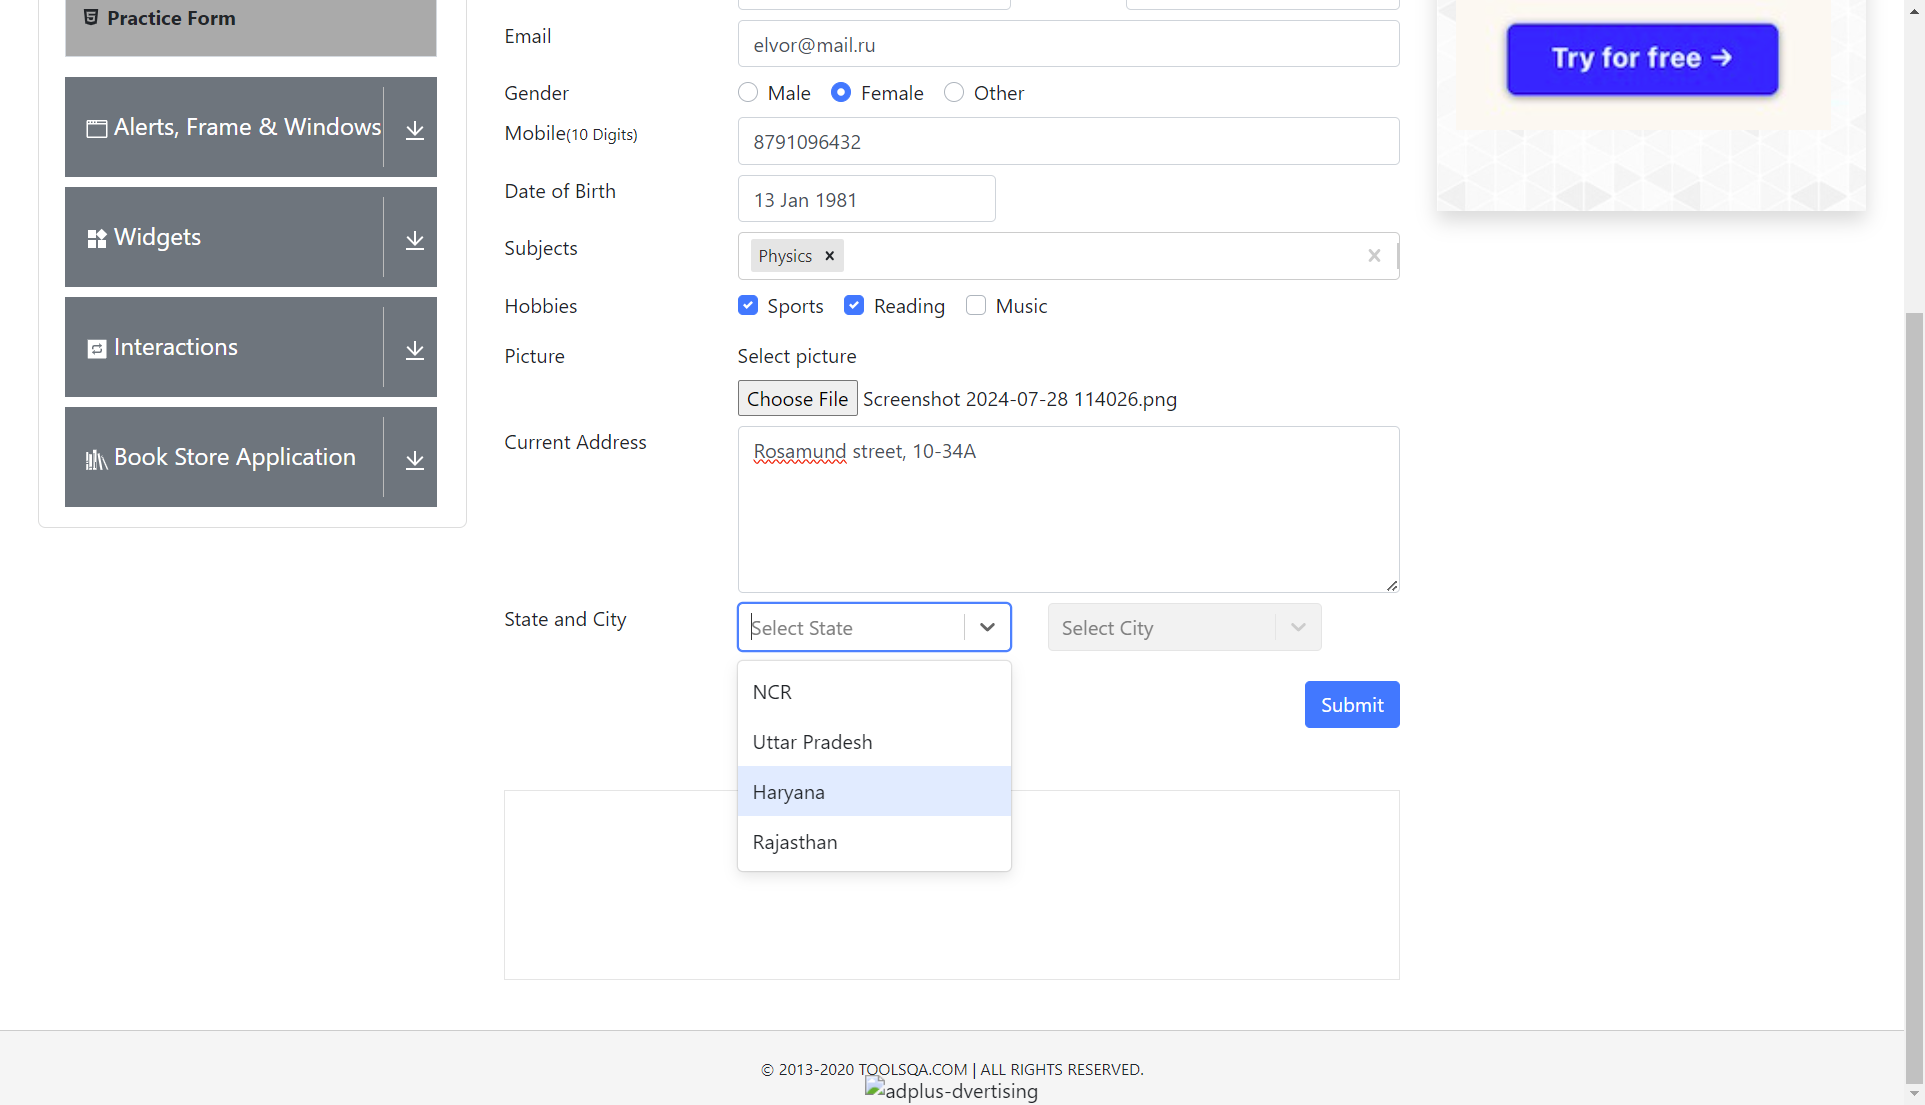 Practice Form
Alerts, Frame & Windows
Widgets
Interactions
Book Store Application
Email
elvor@mail.ru
Gender
Male Female Other
Mobile(10 Digits)
8791096432
Date of Birth
13 Jan 1981
Subjects
Physics
Hobbies
Sports Reading Music
Picture
Select picture
Choose File Screenshot 2024-07-28 114026.png
Current Address
Rosamund street, 10-34A
State and City
Select State
Select City
NCR
Uttar Pradesh
Haryana
Rajasthan
Submit
Try for free →
© 2013-2020 TOOLSQA.COM | ALL RIGHTS RESERVED.
adplus-dvertising